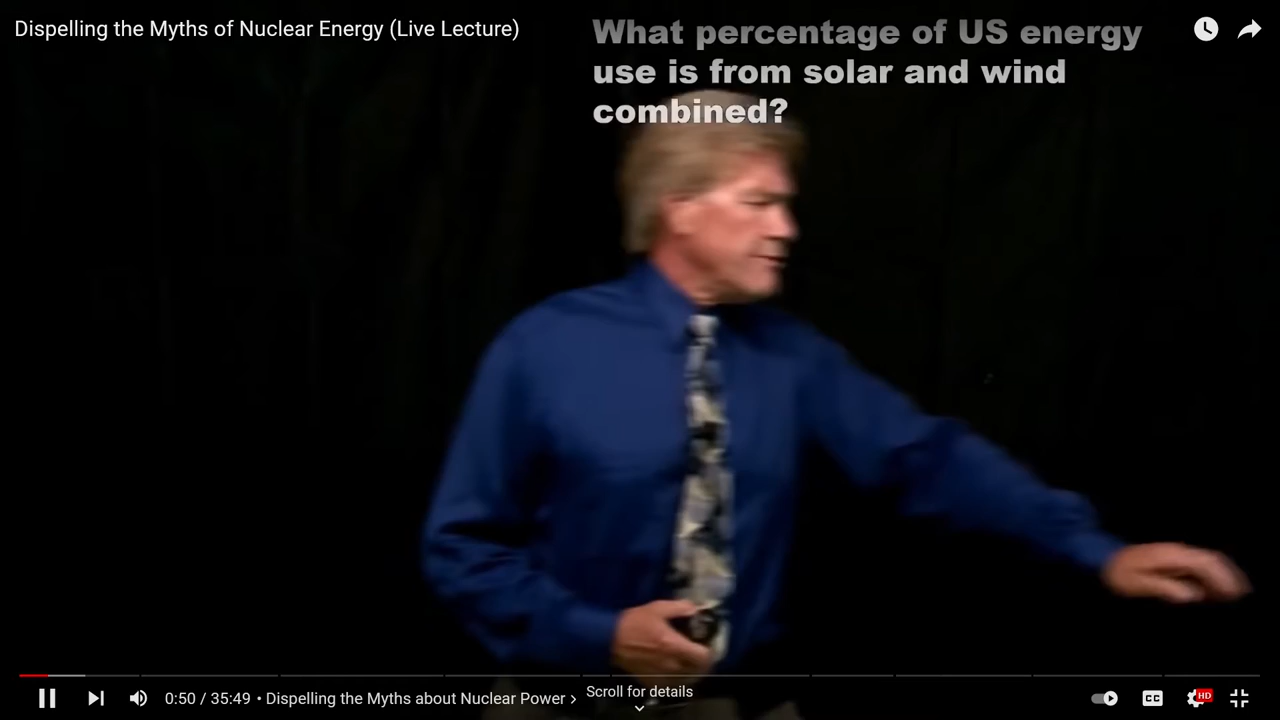 Dispelling the Myths of Nuclear Energy (Live Lecture)
What percentage of US energy
use is from solar and wind
combined?
0:50 / 35:49 • Dispelling the Myths about Nuclear Power ›
Scroll for details
CC
HD